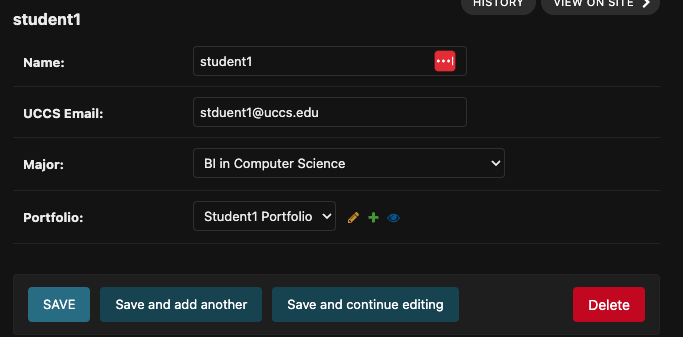 HISTORY VIEW ON SITE
student1
Name: student1
UCCS Email: stduent1@uccs.edu
Major: BI in Computer Science
Portfolio: Student1 Portfolio
SAVE Save and add another Save and continue editing Delete